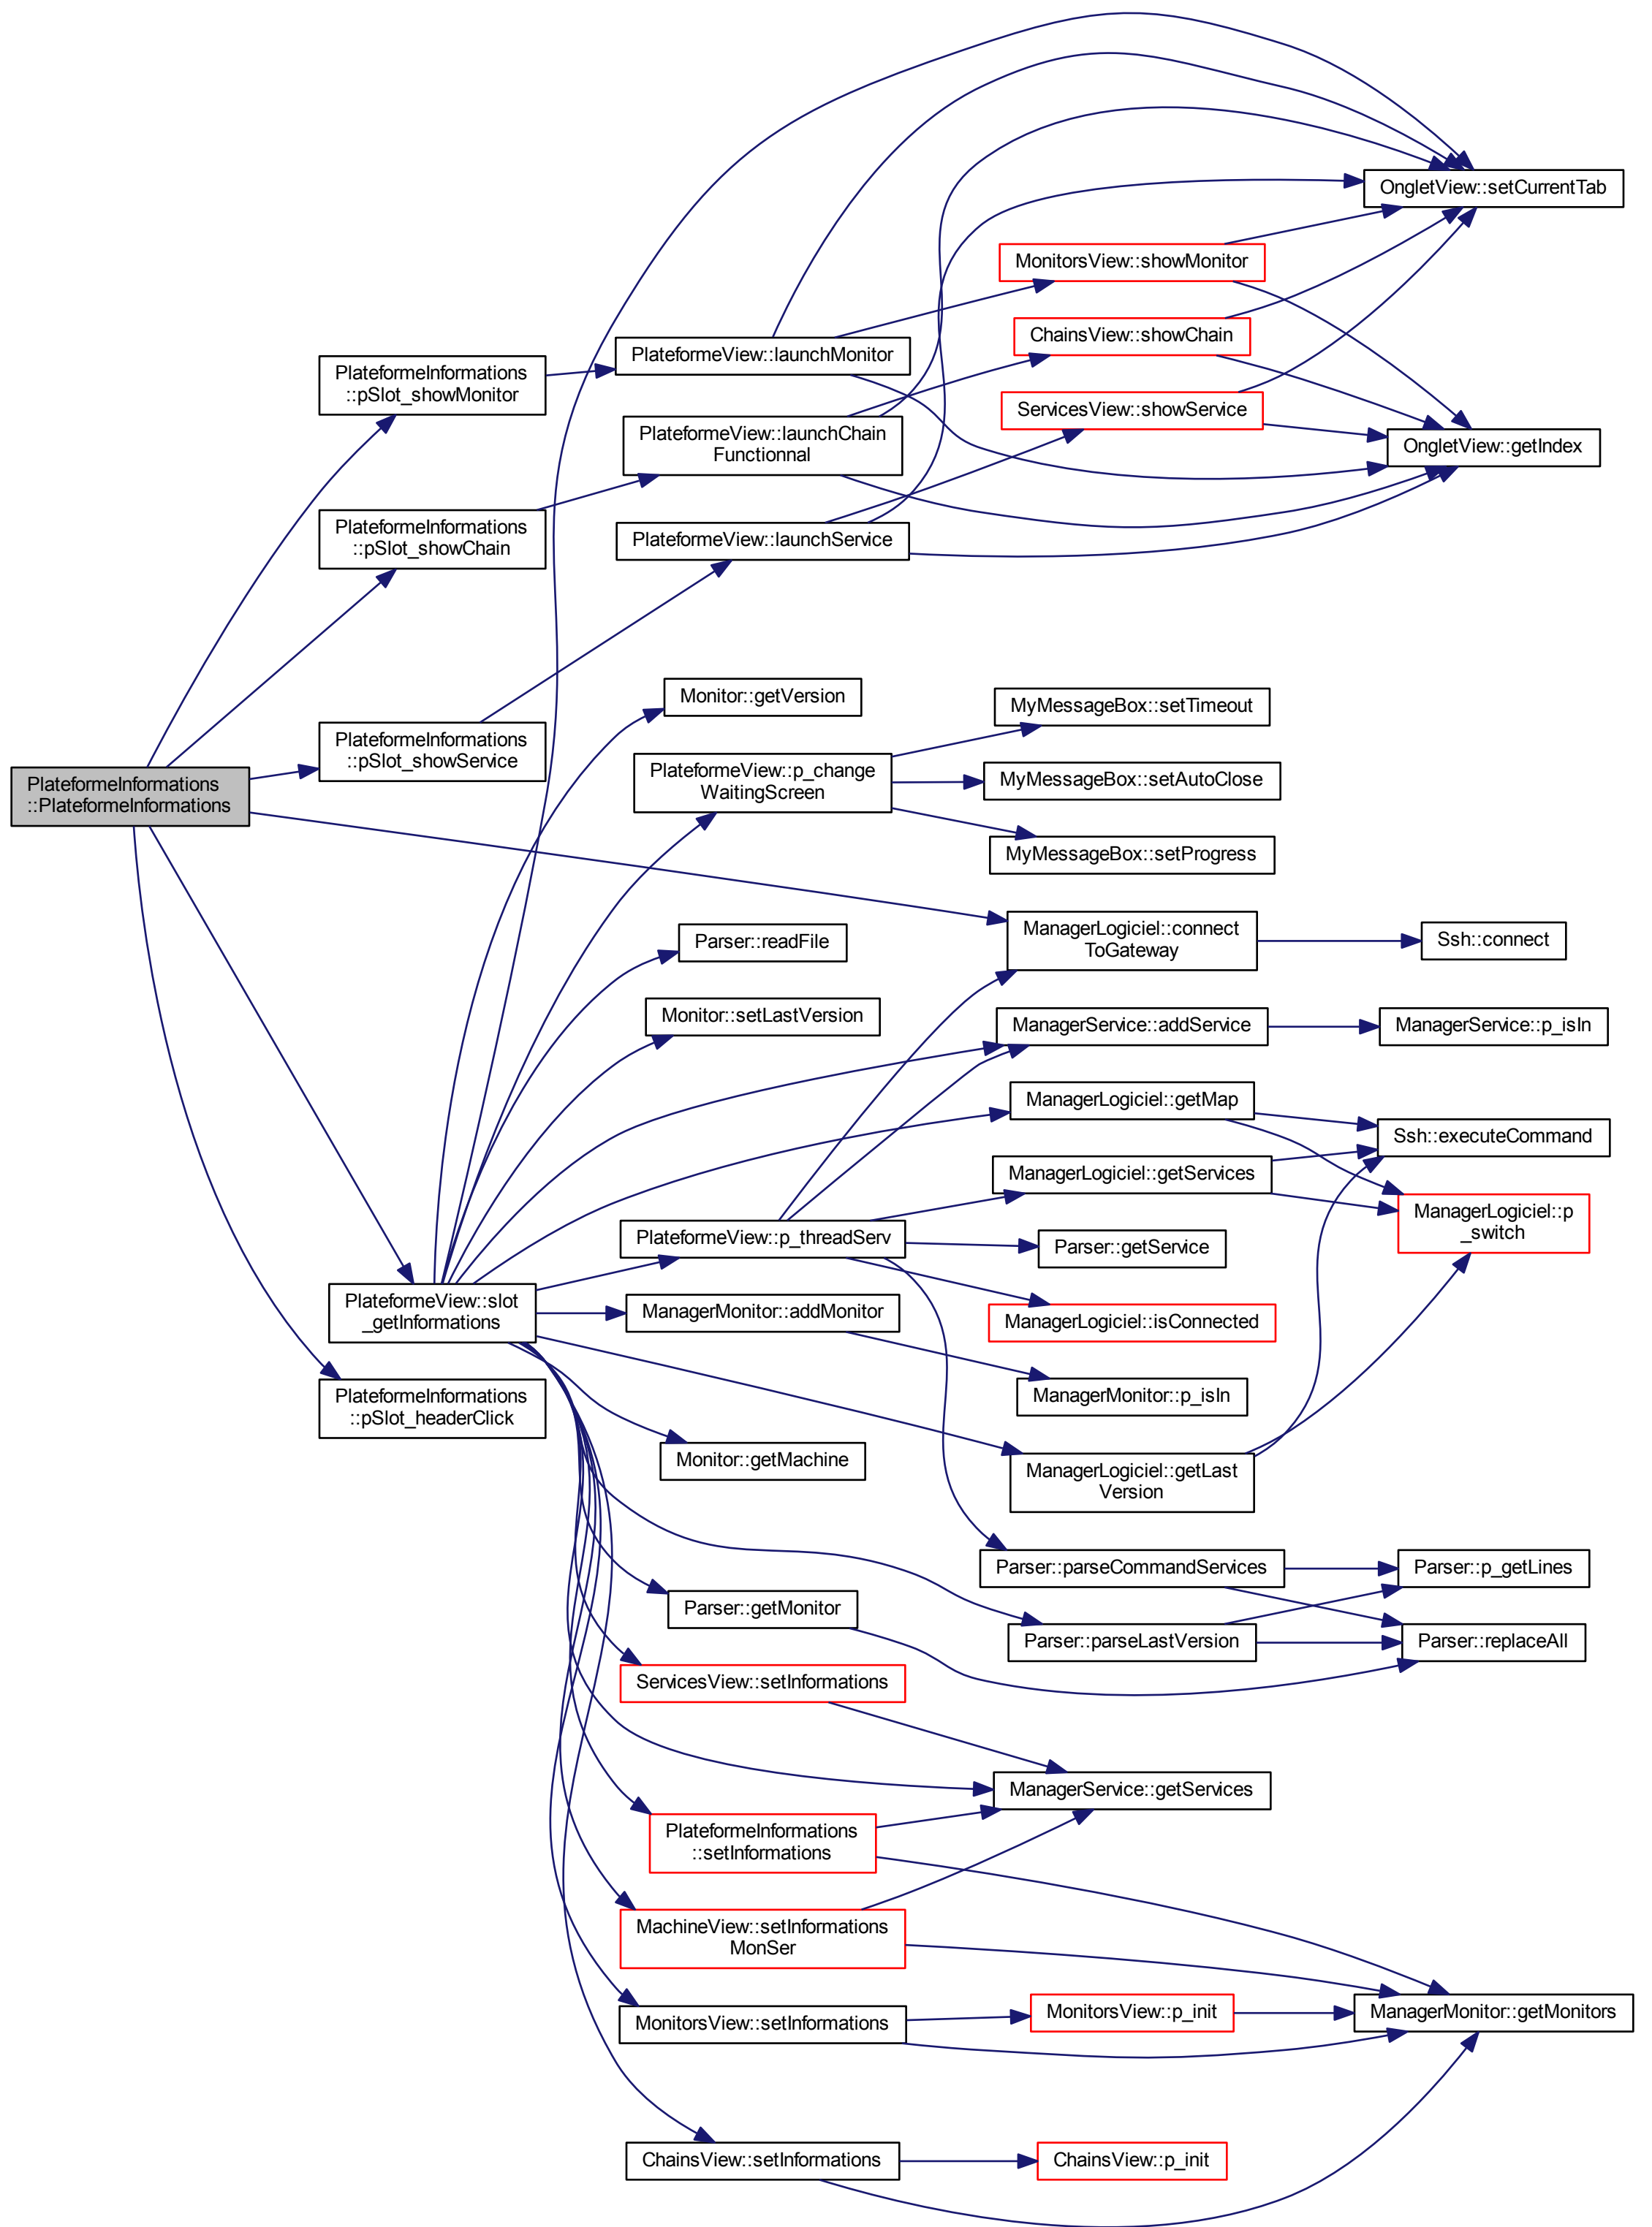 OngletView::setCurrentTab
MonitorsView::showMonitor
ChainsView::showChain
PlateformeView::launchMonitor
PlateformeInformations
::pSlot_showMonitor
ServicesView::showService
PlateformeView::launchChain
Functionnal
OngletView::getIndex
PlateformeInformations
::pSlot_showChain
PlateformeView::launchService
Monitor::getVersion
MyMessageBox::setTimeout
PlateformeInformations
::pSlot_showService
PlateformeView::p_change
WaitingScreen
MyMessageBox::setAutoClose
PlateformeInformations
::PlateformeInformations
MyMessageBox::setProgress
Parser::readFile
ManagerLogiciel::connect
ToGateway
Ssh::connect
Monitor::setLastVersion
ManagerService::addService
ManagerService::p_isIn
ManagerLogiciel::getMap
Ssh::executeCommand
ManagerLogiciel::getServices
ManagerLogiciel::p
_switch
PlateformeView::p_threadServ
Parser::getService
PlateformeView::slot
_getInformations
ManagerMonitor::addMonitor
ManagerLogiciel::isConnected
PlateformeInformations
::pSlot_headerClick
ManagerMonitor::p_isIn
Monitor::getMachine
ManagerLogiciel::getLast
Version
Parser::parseCommandServices
Parser::p_getLines
Parser::getMonitor
Parser::parseLastVersion
Parser::replaceAll
ServicesView::setInformations
ManagerService::getServices
PlateformeInformations
::setInformations
MachineView::setInformations
MonSer
MonitorsView::setInformations
MonitorsView::p_init
ManagerMonitor::getMonitors
ChainsView::setInformations
ChainsView::p_init